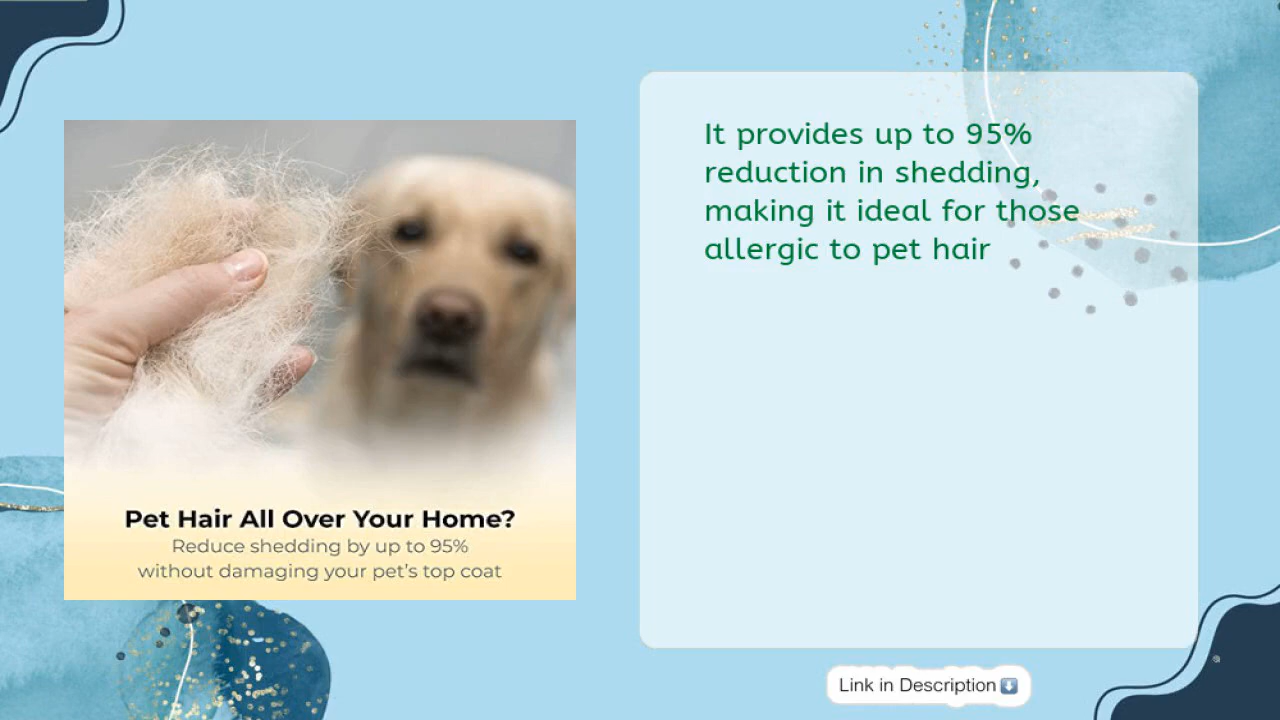 It provides up to 95%
reduction in shedding,
making it ideal for those
allergic to pet hair
Pet Hair All Over Your Home?
Reduce shedding by up to 95%
without damaging your pet's top coat
Link in Description ⬇️